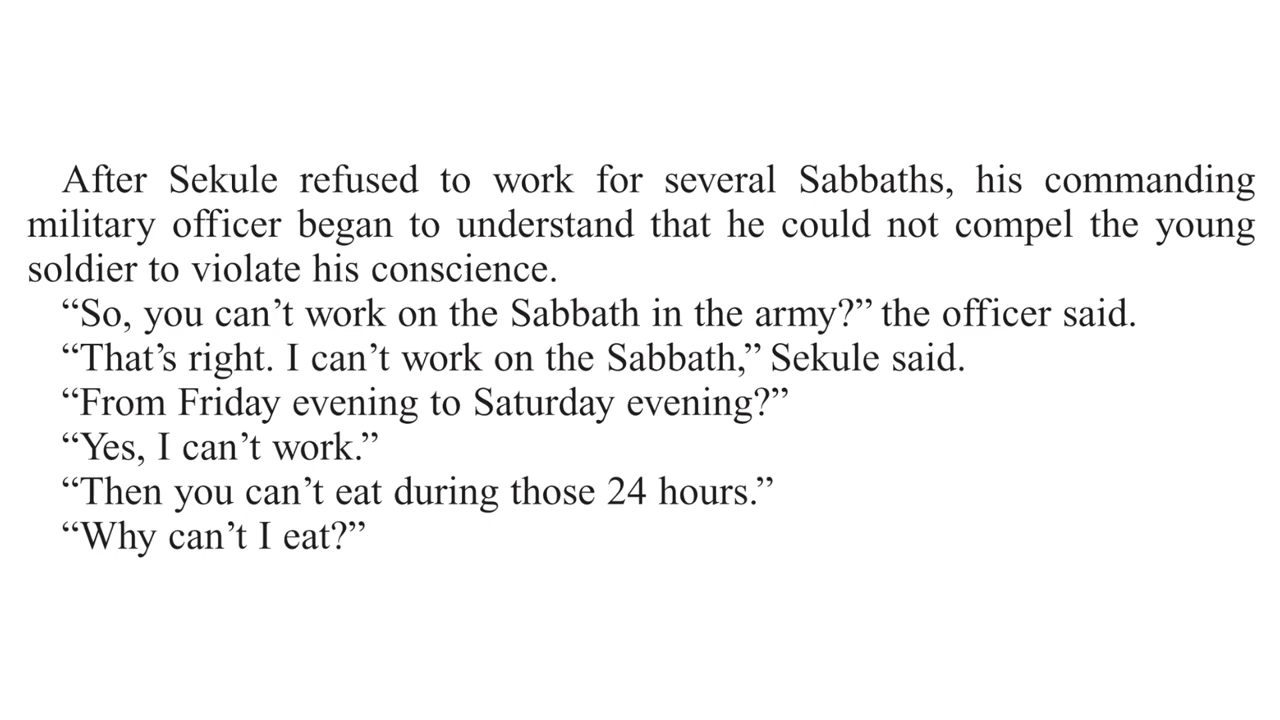 After Sekule refused to work for several Sabbaths, his commanding
military officer began to understand that he could not compel the young
soldier to violate his conscience.
“So, you can’t work on the Sabbath in the army?” the officer said.
“That’s right. I can’t work on the Sabbath,” Sekule said.
“From Friday evening to Saturday evening?”
“Yes, I can’t work.”
“Then you can’t eat during those 24 hours.”
“Why can’t I eat?”